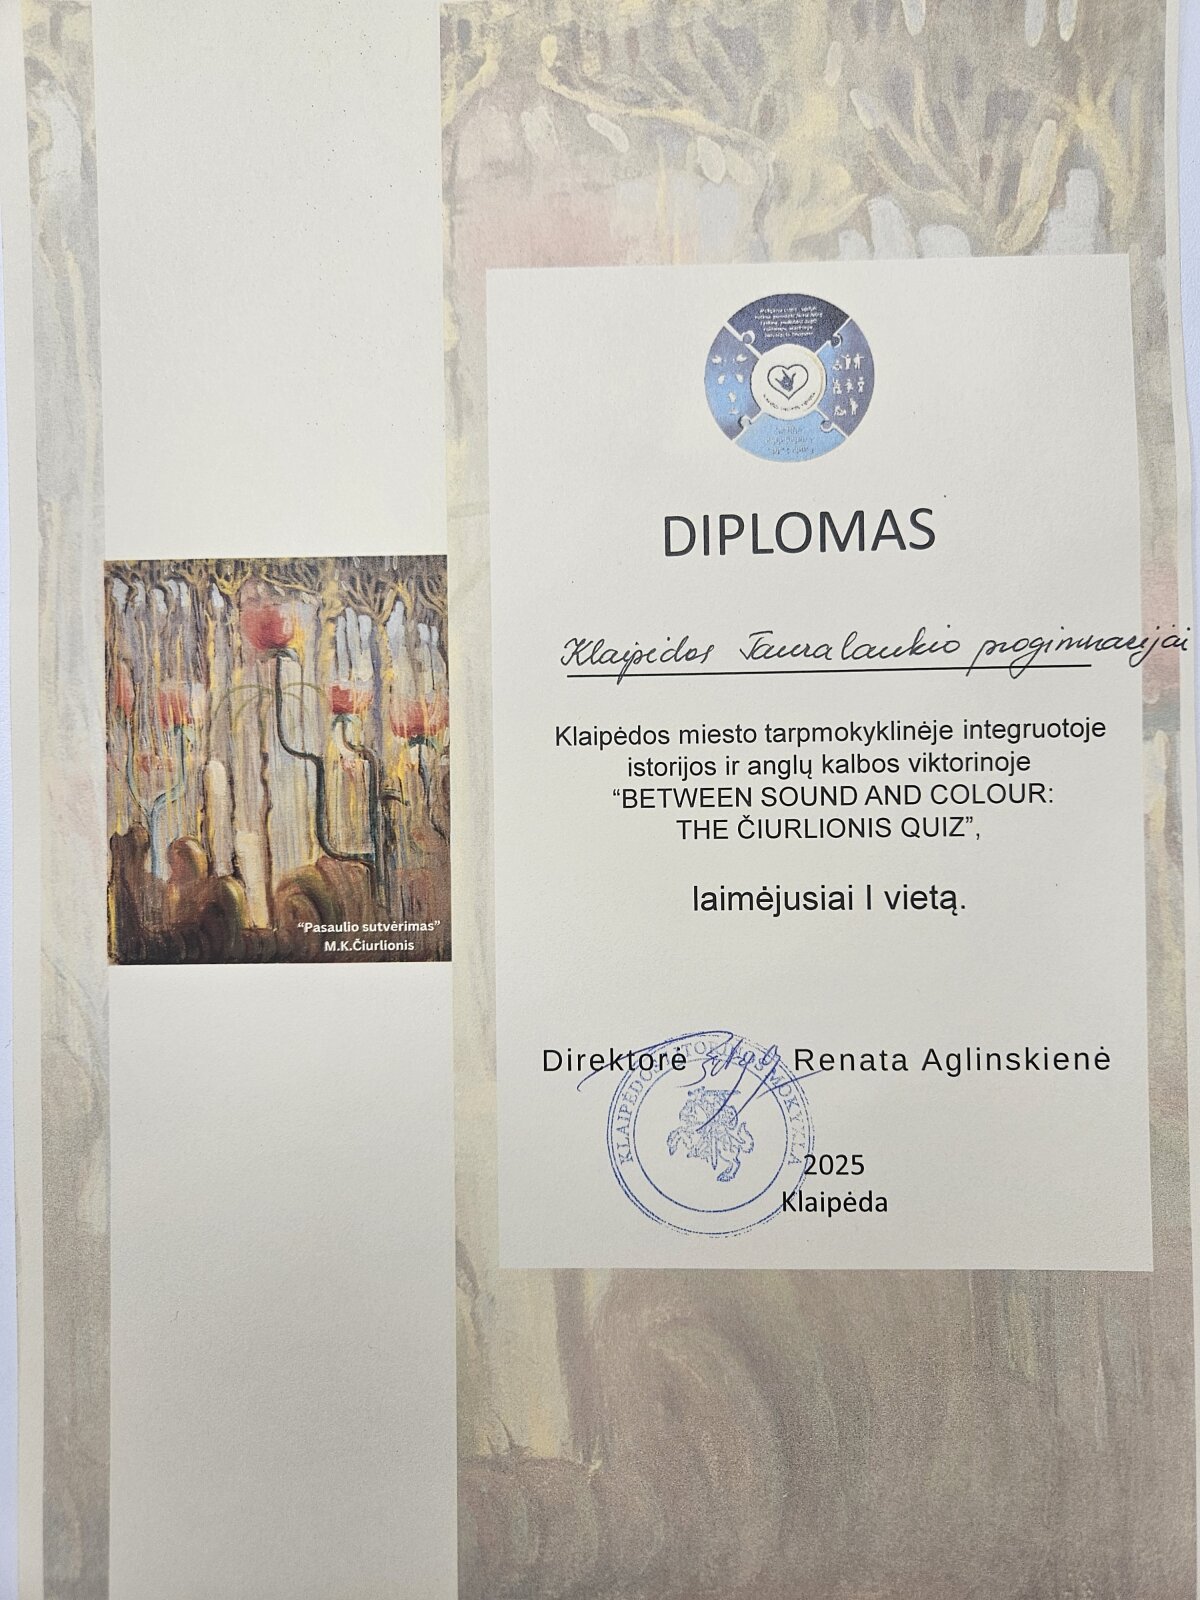 DIPLOMAS
Klaipėdos Tauralaukio progimnazijai
Klaipėdos miesto tarpmokyklinėje integruotoje
istorijos ir anglų kalbos viktorinoje
“BETWEEN SOUND AND COLOUR:
THE ČIURLIONIS QUIZ”,
laimėjusiai I vietą.
“Pasaulio sutvėrimas”
M.K.Čiurlionis
Direktorė Renata Aglinskienė
2025
Klaipėda